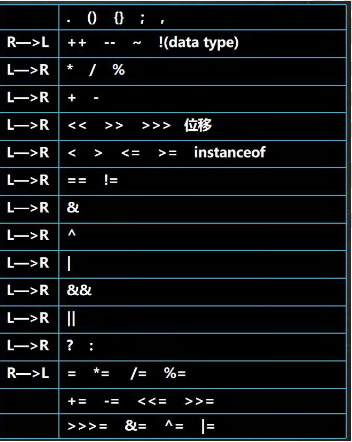 . () {} ; ,
R—>L ++ -- ~ !(data type)
L—>R * / %
L—>R + -
L—>R << >> >>> 位移
L—>R < > <= >= instanceof
L—>R == !=
L—>R &
L—>R ^
L—>R |
L—>R &&
L—>R ||
L—>R ? :
R—>L = *= /= %=
+= -= <<= >>=
>>>= &= ^= |=